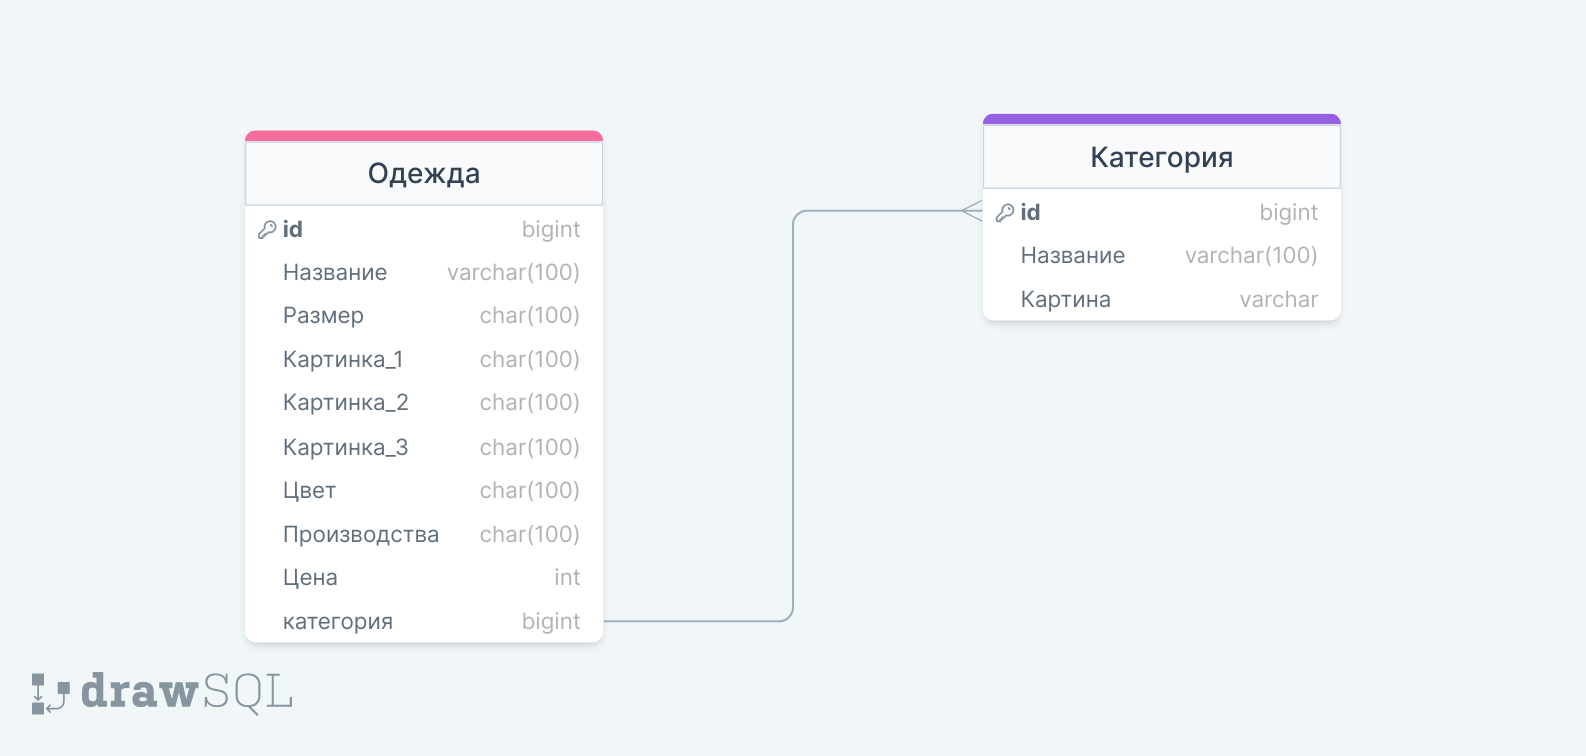 Одежда
id bigint
Название varchar(100)
Размер char(100)
Картинка_1 char(100)
Картинка_2 char(100)
Картинка_3 char(100)
Цвет char(100)
Производства char(100)
Цена int
категория bigint
Категория
id bigint
Название varchar(100)
Картина varchar
drawSQL